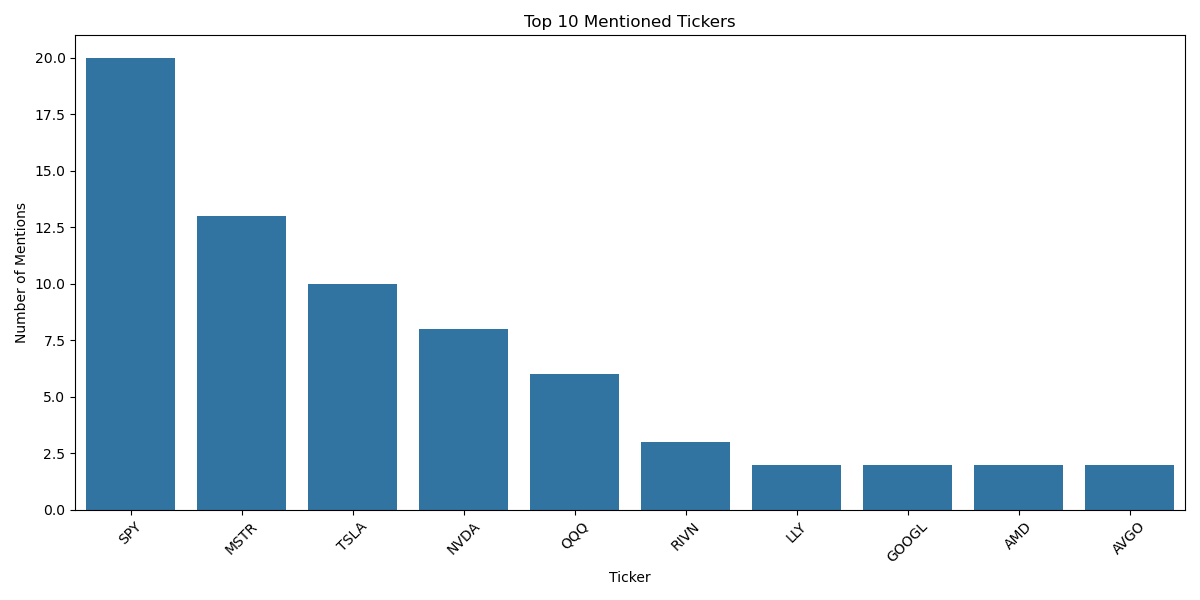 Top 10 Mentioned Tickers
Number of Mentions
20.0
17.5
15.0
12.5
10.0
7.5
5.0
2.5
0.0
SPY
MSTR
TSLA
NVDA
QQQ
RIVN
LLY
GOOGL
AMD
AVGO
Ticker